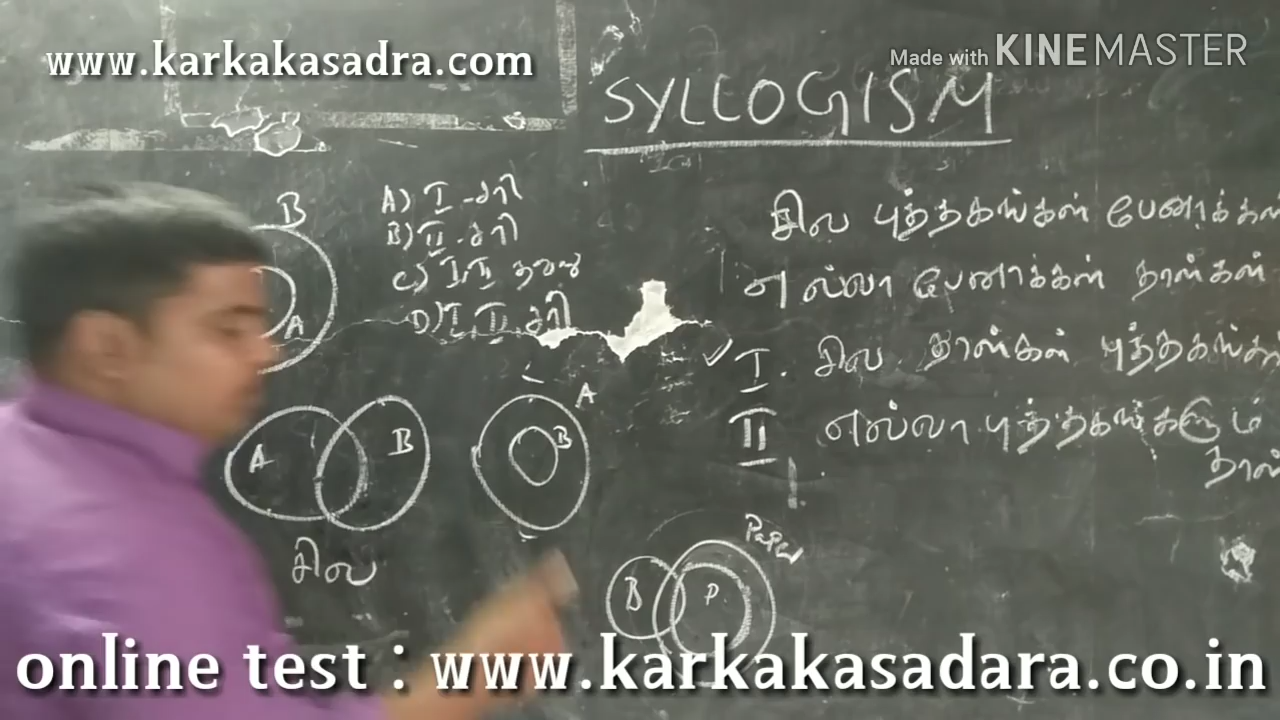 www.karkakasadra.com
Made with KINEMASTER
SYLLOGISM
A) I - சரி
B) II - சரி
C) I, II தவறு
D) I, II சரி
சில புத்தகங்கள் பேனாக்கள்
எல்லா பேனாக்கள் தாள்கள்
I. சில தாள்கள் புத்தகங்கள்
II எல்லா புத்தகங்களும்
தாள்
B
A
A
B
சில
A
B
B
P
Paper
online test : www.karkakasadara.co.in